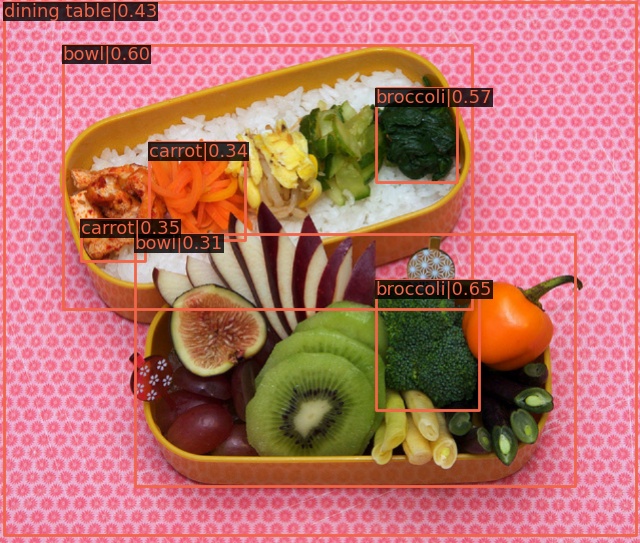 dining table|0.43
bowl|0.60
broccoli|0.57
carrot|0.34
carrot|0.35
bowl|0.31
broccoli|0.65